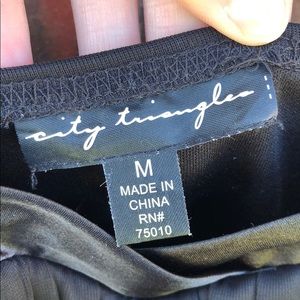 city triangles
M
MADE IN
CHINA
RN#
75010